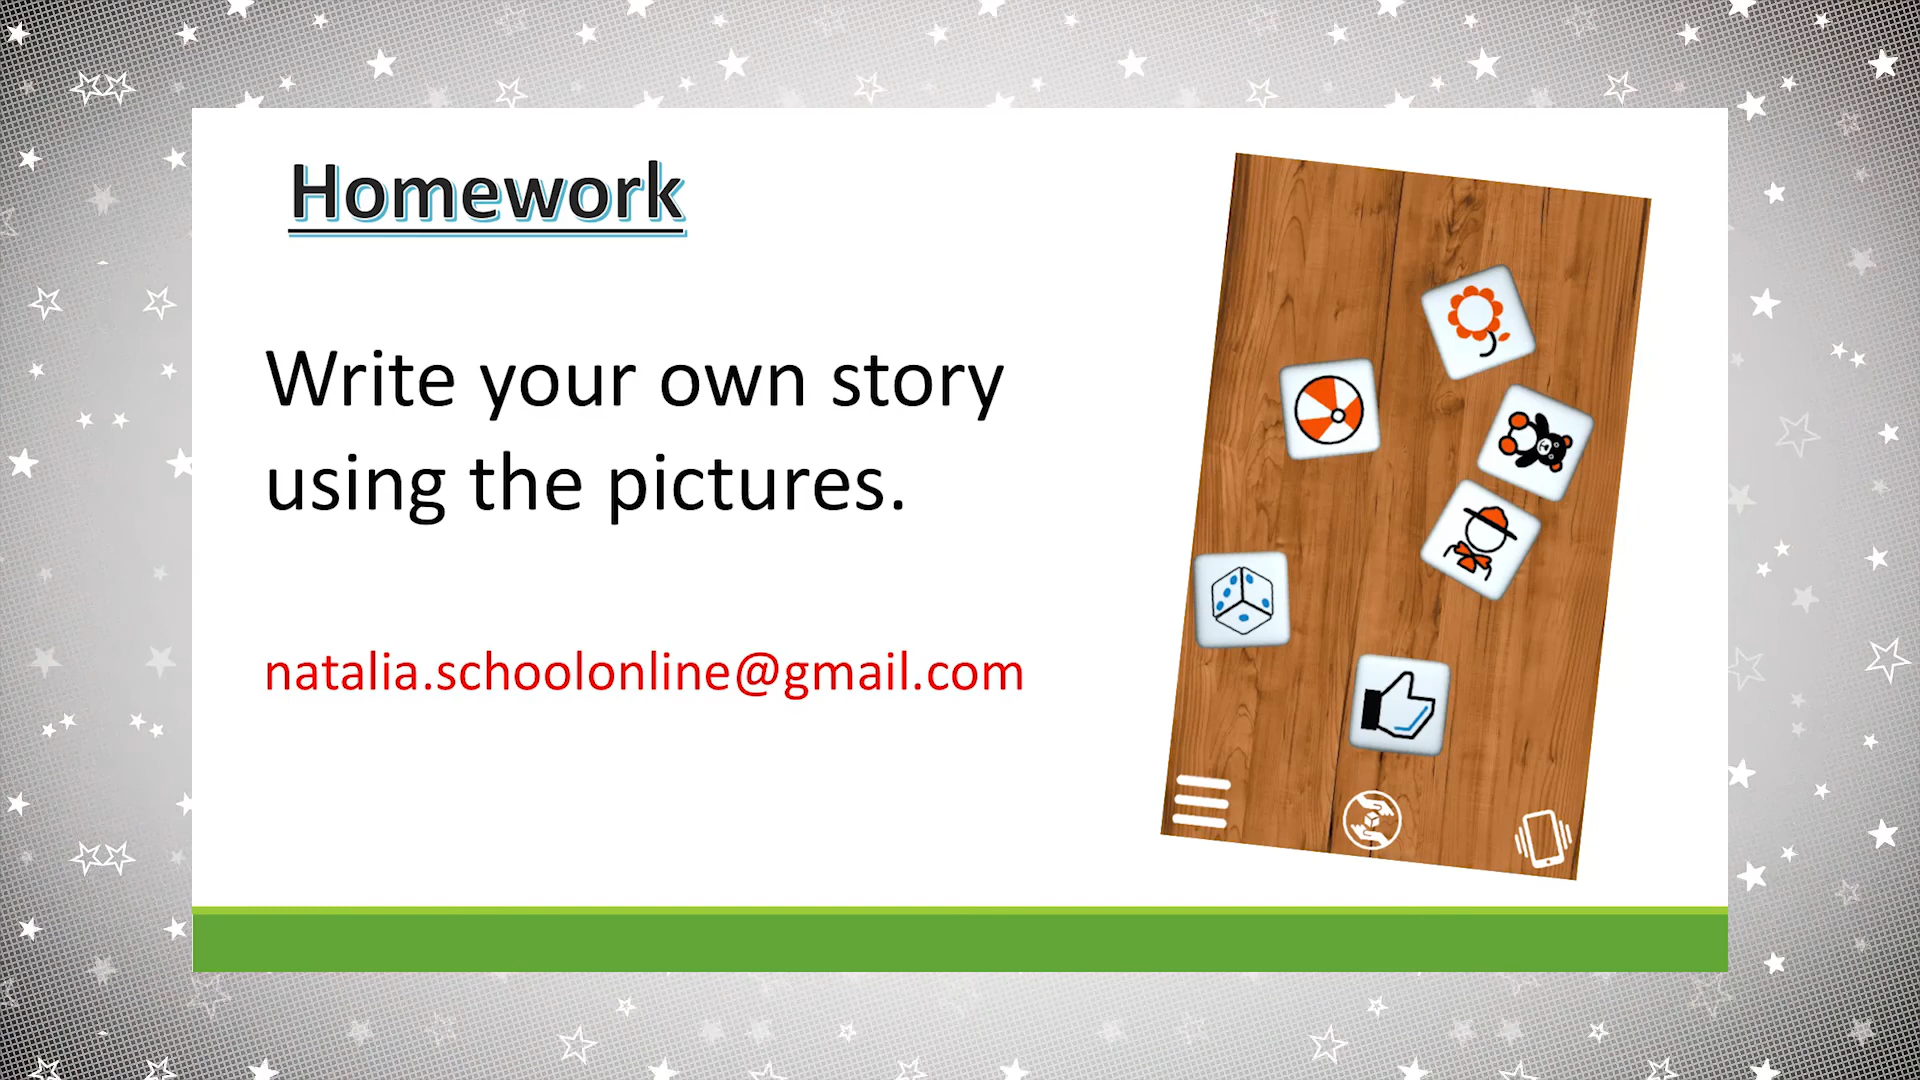 Homework
Write your own story
using the pictures.
natalia.schoolonline@gmail.com